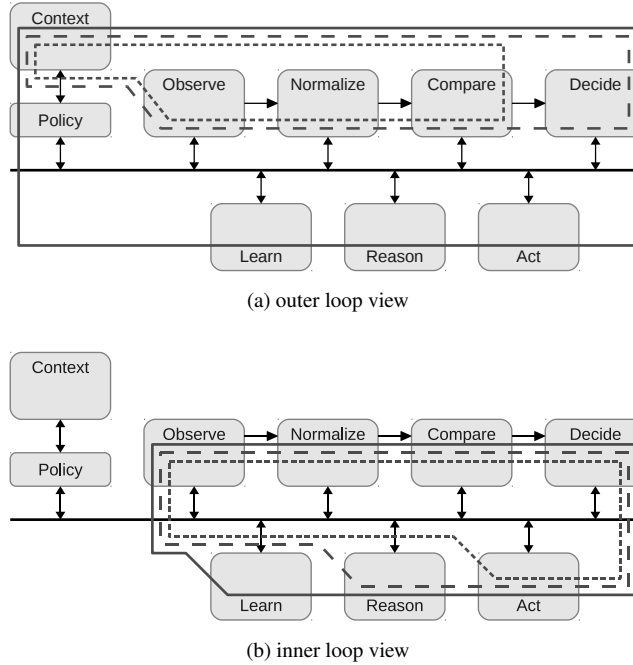 Context
Observe Normalize Compare Decide
Policy
Learn Reason Act
(a) outer loop view
Context
Observe Normalize Compare Decide
Policy
Learn Reason Act
(b) inner loop view